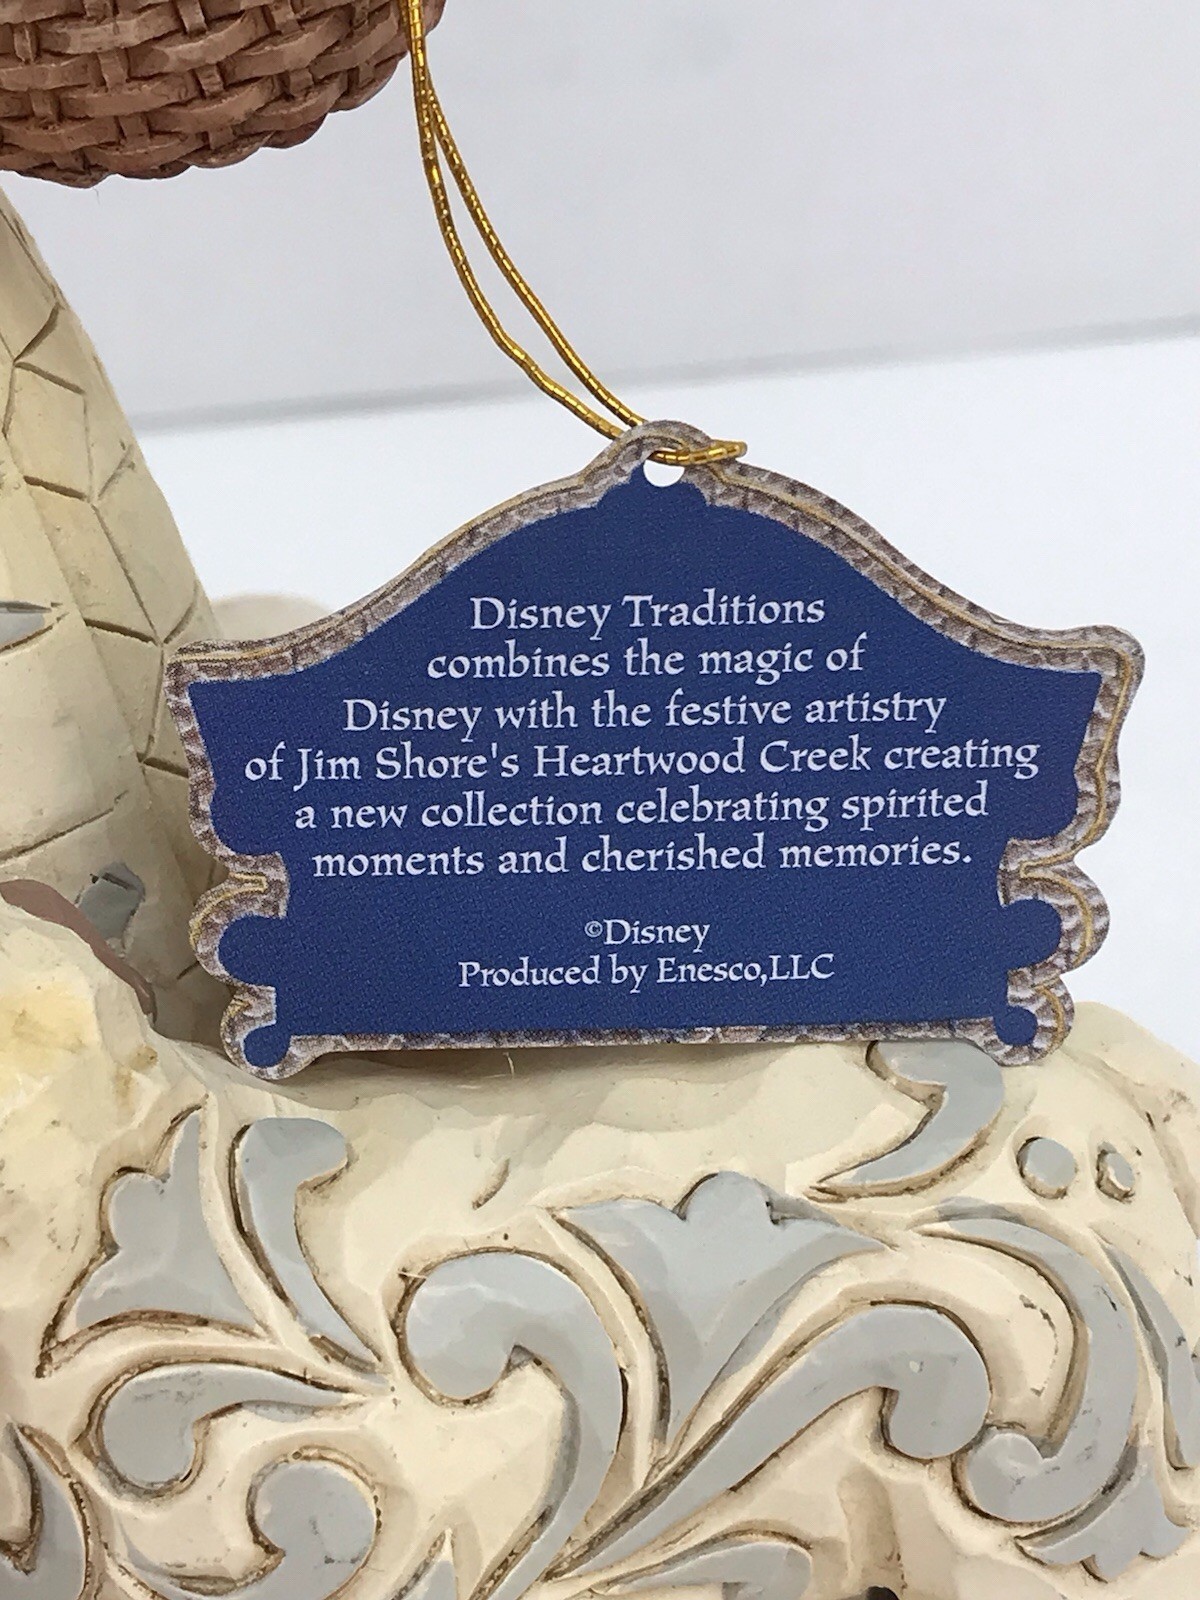 Disney Traditions
combines the magic of
Disney with the festive artistry
of Jim Shore's Heartwood Creek creating
a new collection celebrating spirited
moments and cherished memories.
©Disney
Produced by Enesco,LLC